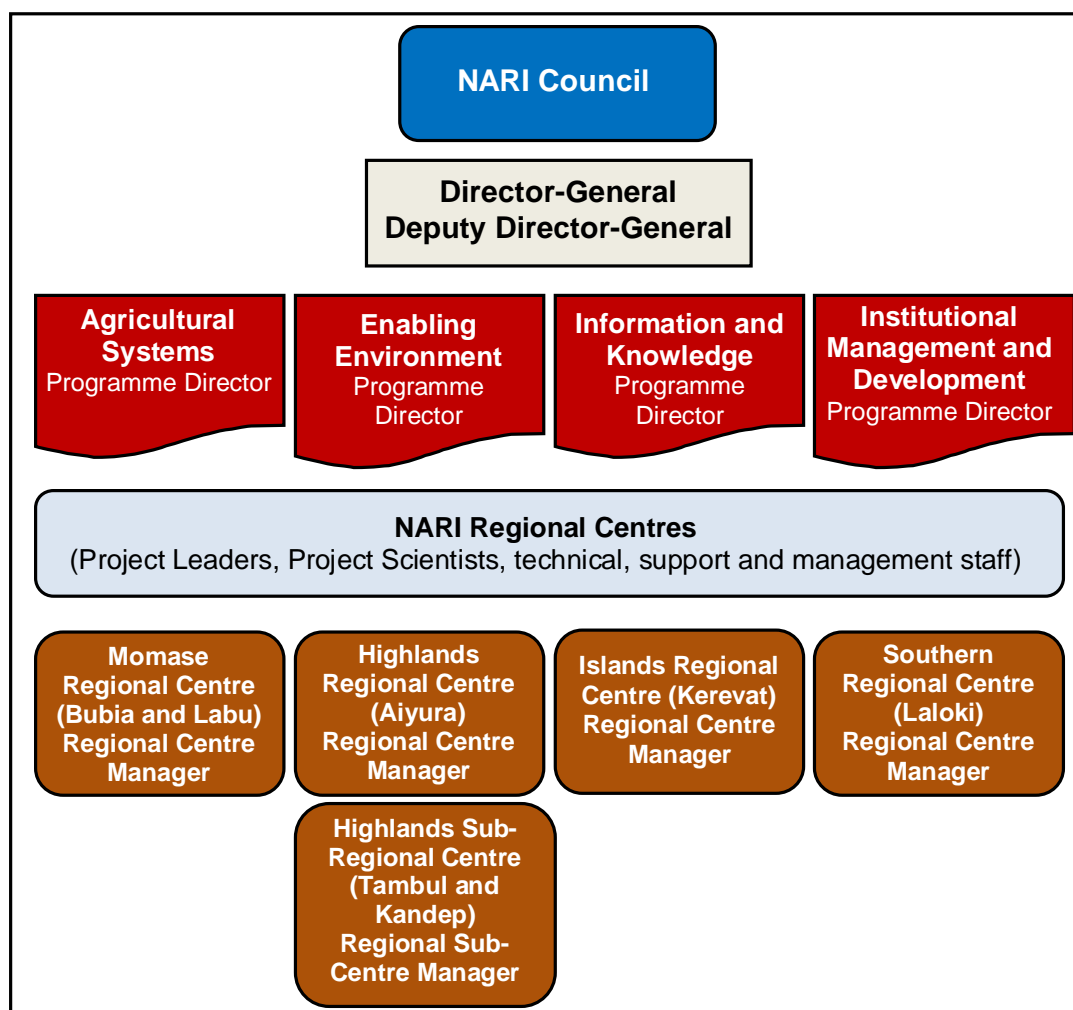 NARI Council
Director-General
Deputy Director-General
Agricultural
Systems
Programme Director
Enabling
Environment
Programme
Director
Information and
Knowledge
Programme
Director
Institutional
Management and
Development
Programme Director
NARI Regional Centres
(Project Leaders, Project Scientists, technical, support and management staff)
Momase
Regional Centre
(Bubia and Labu)
Regional Centre
Manager
Highlands
Regional Centre
(Aiyura)
Regional Centre
Manager
Islands Regional
Centre (Kerevat)
Regional Centre
Manager
Southern
Regional Centre
(Laloki)
Regional Centre
Manager
Highlands Sub-
Regional Centre
(Tambul and
Kandep)
Regional Sub-
Centre Manager